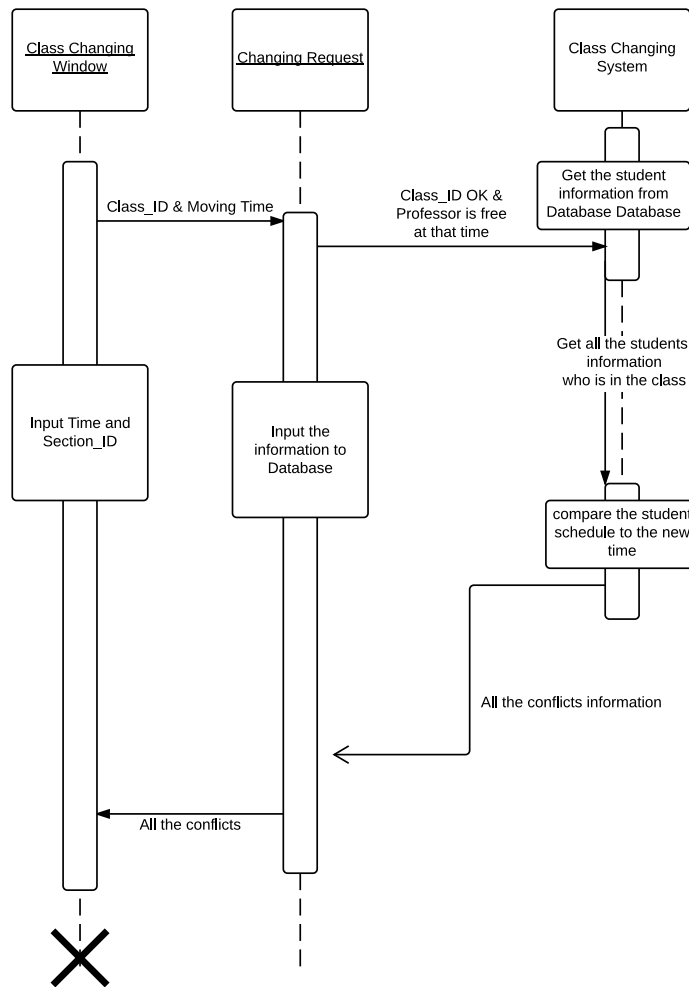 Class Changing
Window
Changing Request
Class Changing
System
Get the student
information from
Database Database
Class_ID & Moving Time
Class_ID OK &
Professor is free
at that time
Get all the students
information
who is in the class
Input Time and
Section_ID
Input the
information to
Database
compare the student
schedule to the new
time
All the conflicts information
All the conflicts